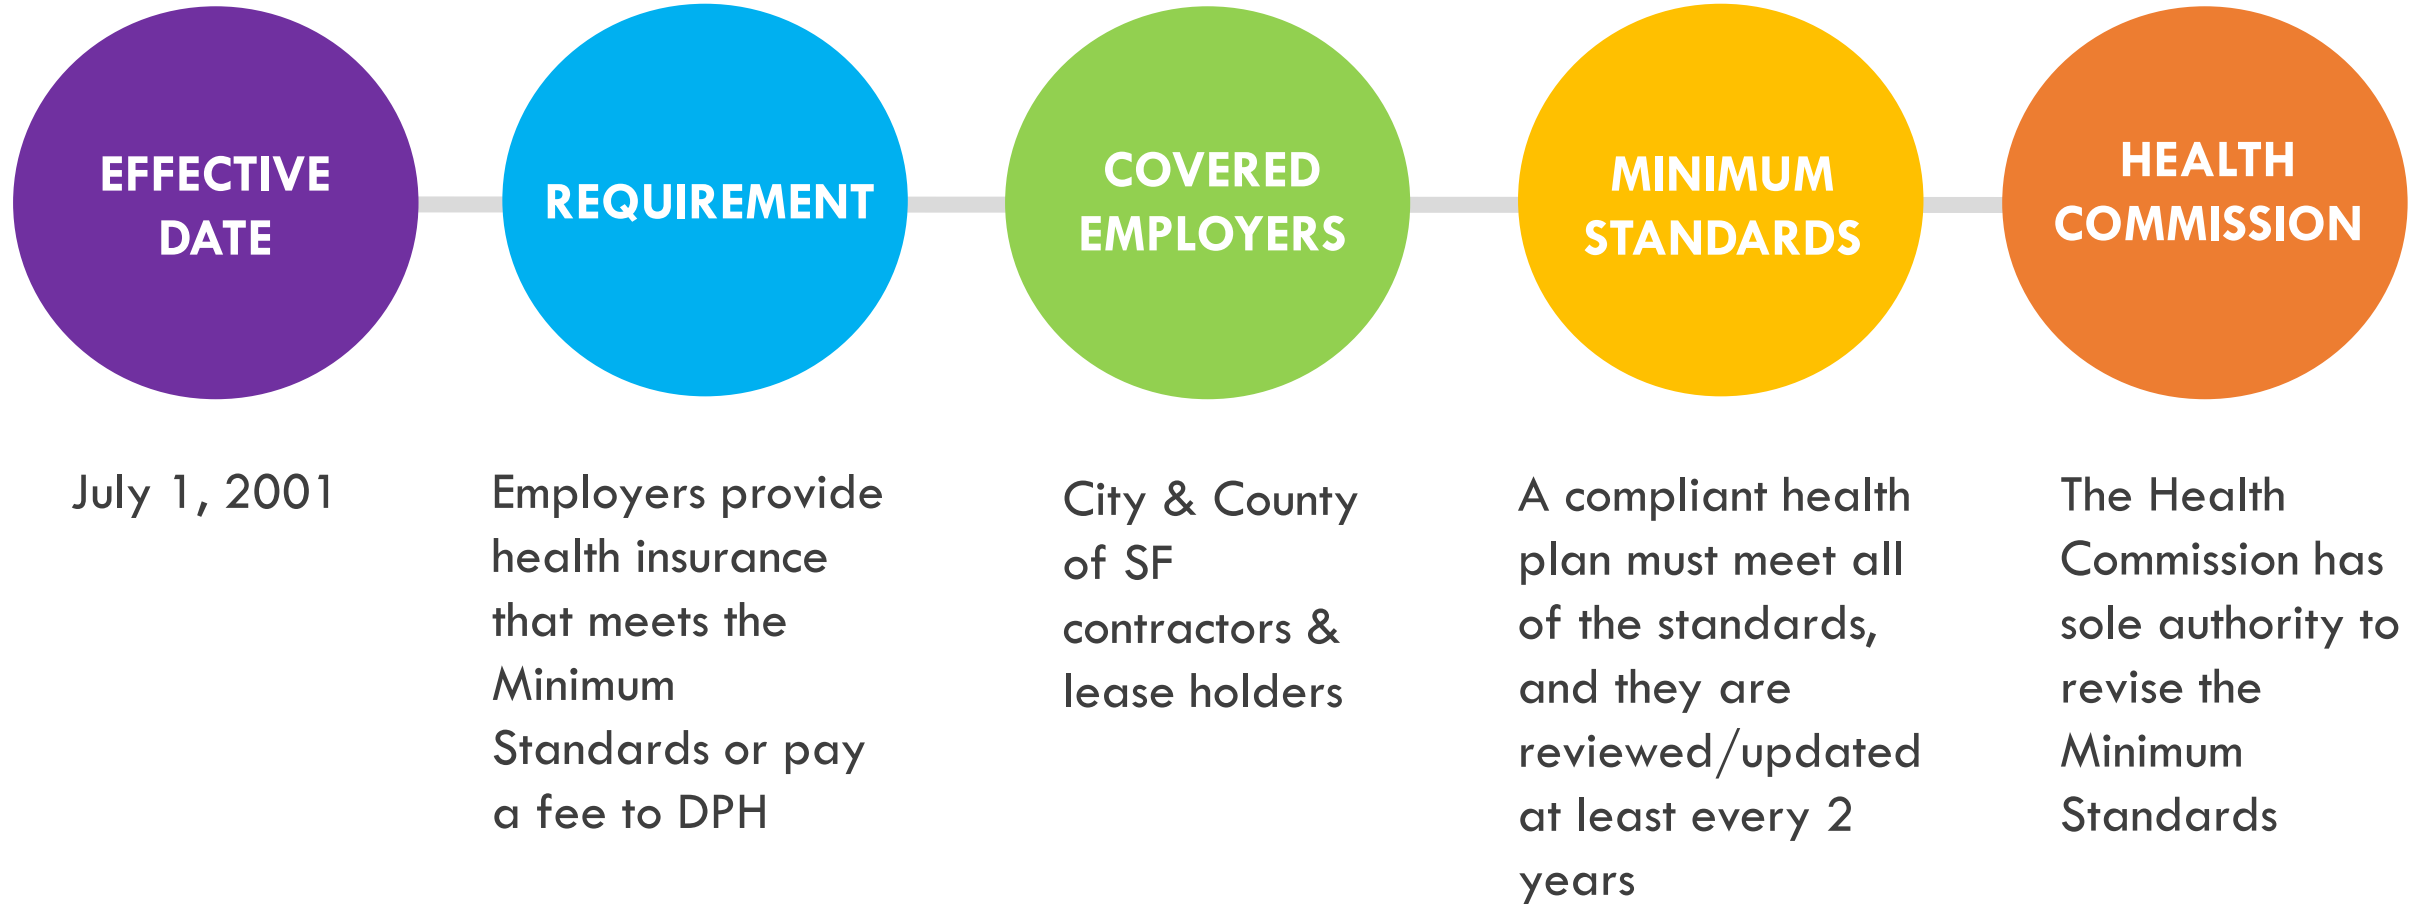 EFFECTIVE
DATE
REQUIREMENT
COVERED
EMPLOYERS
MINIMUM
STANDARDS
HEALTH
COMMISSION
July 1, 2001
Employers provide
health insurance
that meets the
Minimum
Standards or pay
a fee to DPH
City & County
of SF
contractors &
lease holders
A compliant health
plan must meet all
of the standards,
and they are
reviewed/updated
at least every 2
years
The Health
Commission has
sole authority to
revise the
Minimum
Standards